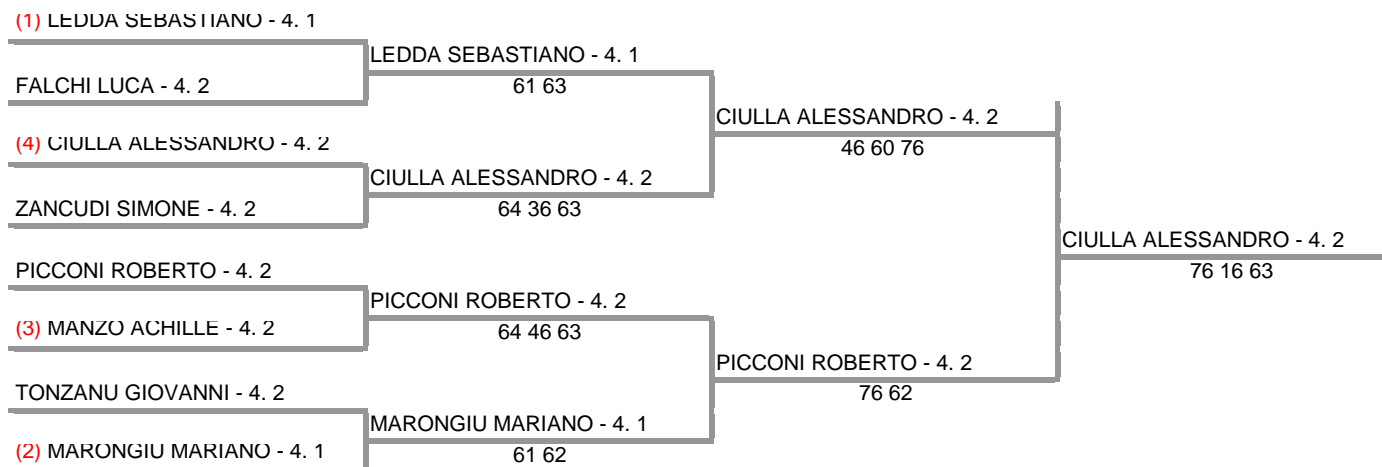 (1) LEDDA SEBASTIANO - 4. 1
LEDDA SEBASTIANO - 4. 1
FALCHI LUCA - 4. 2
61 63
CIULLA ALESSANDRO - 4. 2
(4) CIULLA ALESSANDRO - 4. 2
46 60 76
CIULLA ALESSANDRO - 4. 2
ZANCUDI SIMONE - 4. 2
64 36 63
CIULLA ALESSANDRO - 4. 2
PICCONI ROBERTO - 4. 2
76 16 63
PICCONI ROBERTO - 4. 2
(3) MANZO ACHILLE - 4. 2
64 46 63
PICCONI ROBERTO - 4. 2
TONZANU GIOVANNI - 4. 2
76 62
MARONGIU MARIANO - 4. 1
(2) MARONGIU MARIANO - 4. 1
61 62